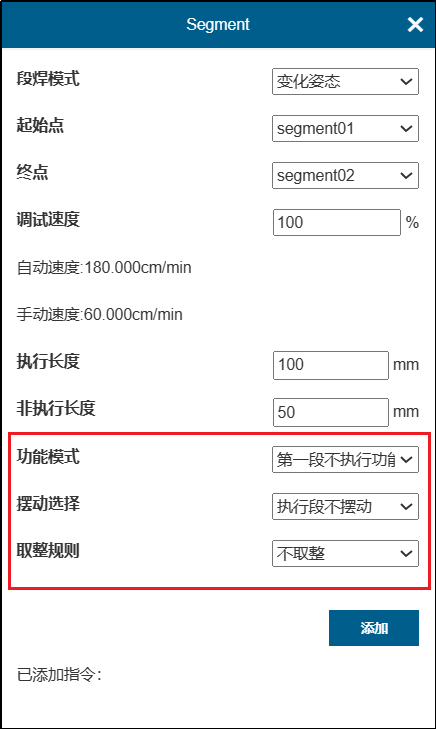 Segment
段焊模式 变化姿态
起始点 segment01
终点 segment02
调试速度 100 %
自动速度:180.000cm/min
手动速度:60.000cm/min
执行长度 100 mm
非执行长度 50 mm
功能模式 第一段不执行功能
摆动选择 执行段不摆动
取整规则 不取整
添加
已添加指令: